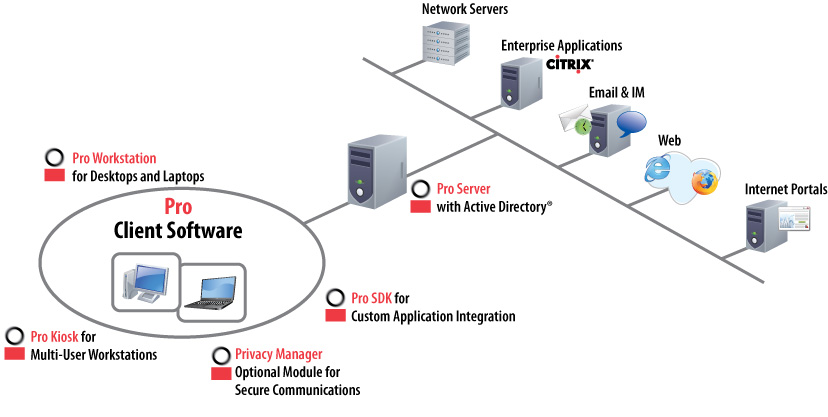 Network Servers
Enterprise Applications
CİTRİX®
Email & IM
Web
Internet Portals
Pro Workstation
for Desktops and Laptops
Pro Server
with Active Directory®
Pro
Client Software
Pro SDK for
Custom Application Integration
Pro Kiosk for
Multi-User Workstations
Privacy Manager
Optional Module for
Secure Communications